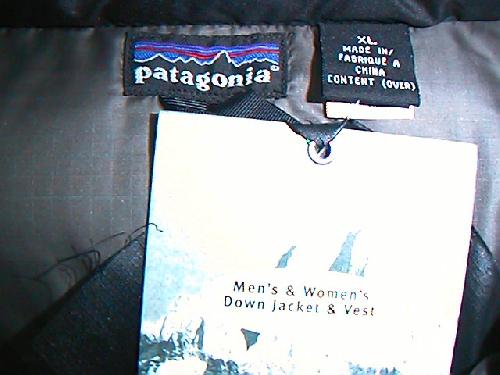 patagonia©
XL
MADE IN/
FABRIQUE A
CHINA
CONTENT (OVER)
Men's & Women's
Down Jacket & Vest